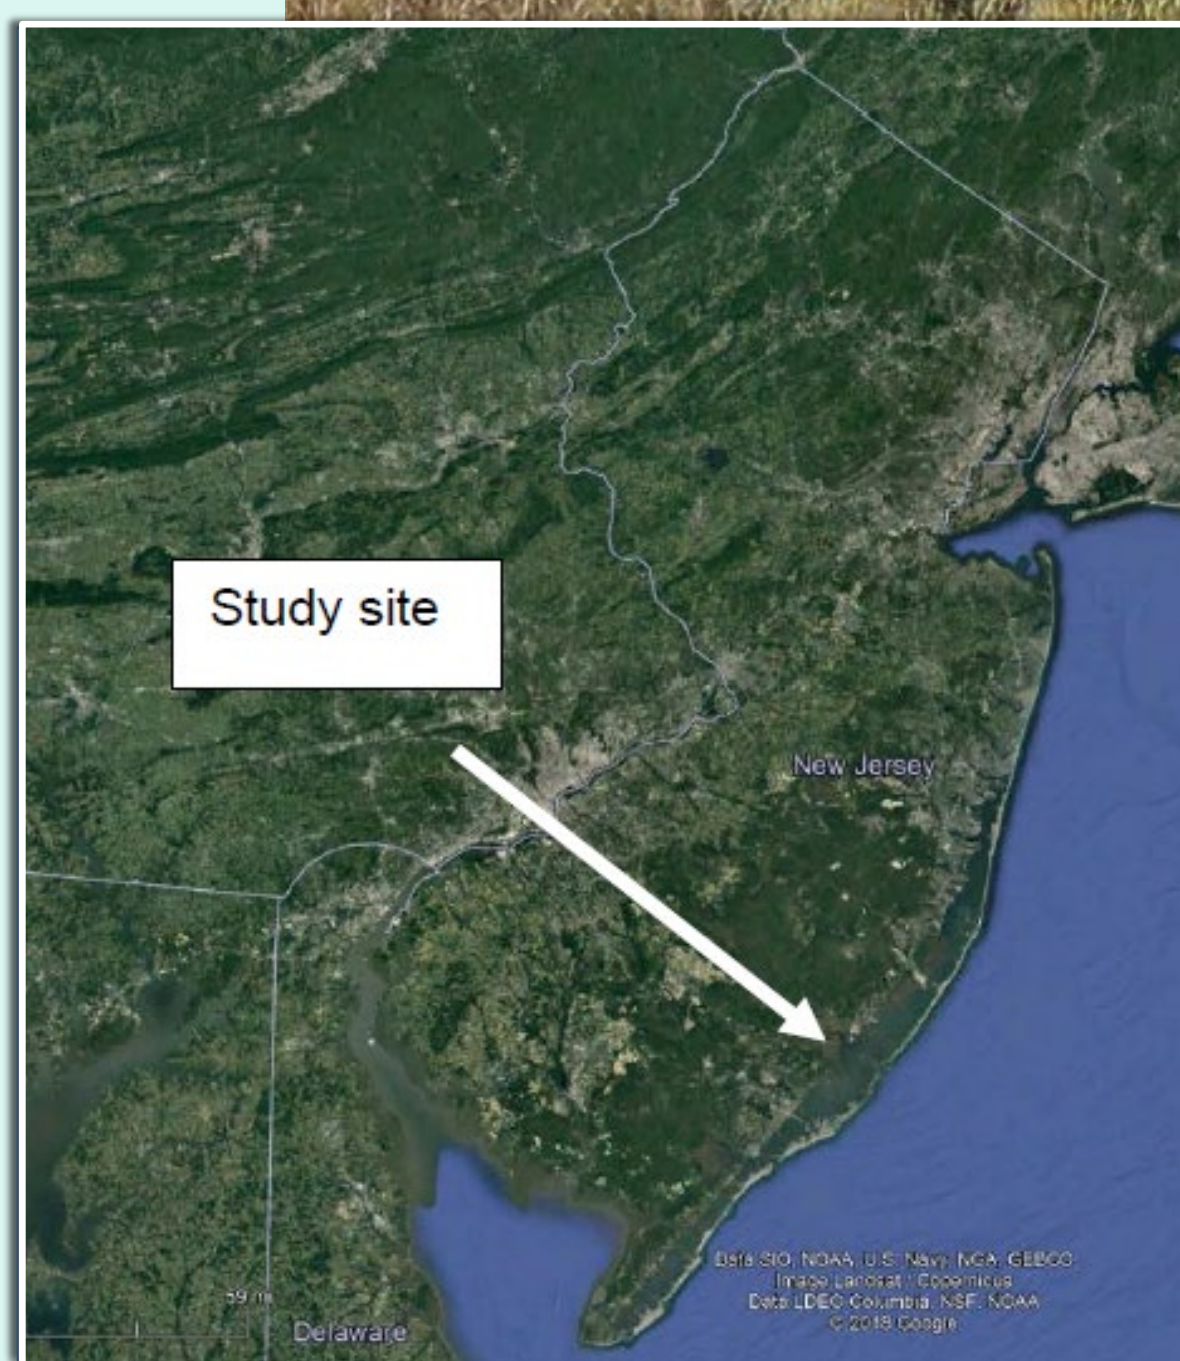 Study site
New Jersey
Data SIO, NOAA, U.S. Navy, NGA, GEBCO
Image Landsat / Copernicus
Data LDEO-Columbia, NSF, NOAA
© 2018 Google
Delaware